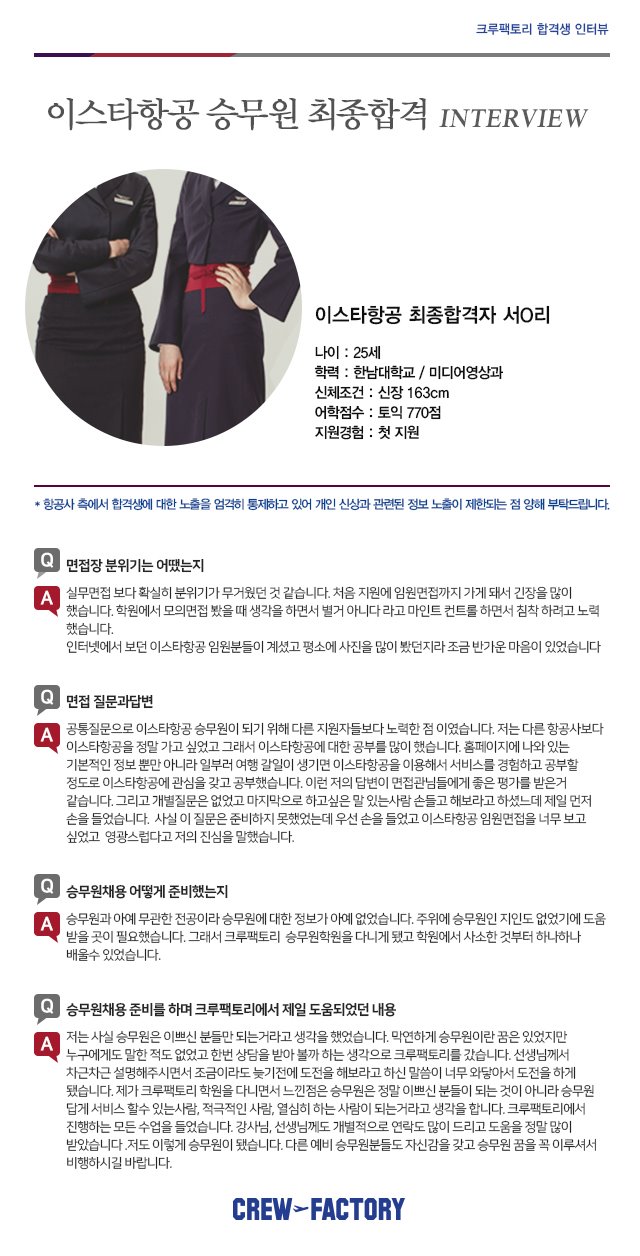 크루팩토리 합격생 인터뷰
이스타항공 승무원 최종합격 INTERVIEW
이스타항공 최종합격자 서O리
나이 : 25세
학력 : 한남대학교 / 미디어영상과
신체조건 : 신장 163cm
어학점수 : 토익 770점
지원경험 : 첫 지원
* 항공사 측에서 합격생에 대한 노출을 엄격히 통제하고 있어 개인 신상과 관련된 정보 노출이 제한되는 점 양해 부탁드립니다.
Q 면접장 분위기는 어땠는지
A 실무면접 보다 확실히 분위기가 무거웠던 것 같습니다. 처음 지원에 임원면접까지 가게 돼서 긴장을 많이
했습니다. 학원에서 모의면접 봤을 때 생각을 하면서 별거 아니다 라고 마인트 컨트를 하면서 침착 하려고 노력
했습니다.
인터넷에서 보던 이스타항공 임원분들이 계셨고 평소에 사진을 많이 봤던지라 조금 반가운 마음이 있었습니다
Q 면접 질문과답변
A 공통질문으로 이스타항공 승무원이 되기 위해 다른 지원자들보다 노력한 점 이였습니다. 저는 다른 항공사보다
이스타항공을 정말 가고 싶었고 그래서 이스타항공에 대한 공부를 많이 했습니다. 홈페이지에 나와 있는
기본적인 정보 뿐만 아니라 일부러 여행 갈일이 생기면 이스타항공을 이용해서 서비스를 경험하고 공부할
정도로 이스타항공에 관심을 갖고 공부했습니다. 이런 저의 답변이 면접관님들에게 좋은 평가를 받은거
같습니다. 그리고 개별질문은 없었고 마지막으로 하고싶은 말 있는사람 손들고 해보라고 하셨느데 제일 먼저
손을 들었습니다. 사실 이 질문은 준비하지 못했었는데 우선 손을 들었고 이스타항공 임원면접을 너무 보고
싶었고 영광스럽다고 저의 진심을 말했습니다.
Q 승무원채용 어떻게 준비했는지
A 승무원과 아예 무관한 전공이라 승무원에 대한 정보가 아예 없었습니다. 주위에 승무원인 지인도 없었기에 도움
받을 곳이 필요했습니다. 그래서 크루팩토리 승무원학원을 다니게 됐고 학원에서 사소한 것부터 하나하나
배울수 있었습니다.
Q 승무원채용 준비를 하며 크루팩토리에서 제일 도움되었던 내용
A 저는 사실 승무원은 이쁘신 분들만 되는거라고 생각을 했었습니다. 막연하게 승무원이란 꿈은 있었지만
누구에게도 말한 적도 없었고 한번 상담을 받아 볼까 하는 생각으로 크루팩토리를 갔습니다. 선생님께서
차근차근 설명해주시면서 조금이라도 늦기전에 도전을 해보라고 하신 말씀이 너무 와닿아서 도전을 하게
됐습니다. 제가 크루팩토리 학원을 다니면서 느낀점은 승무원은 정말 이쁘신 분들이 되는 것이 아니라 승무원
답게 서비스 할수 있는사람, 적극적인 사람, 열심히 하는 사람이 되는거라고 생각을 합니다. 크루팩토리에서
진행하는 모든 수업을 들었습니다. 강사님, 선생님께도 개별적으로 연락도 많이 드리고 도움을 정말 많이
받았습니다 .저도 이렇게 승무원이 됐습니다. 다른 예비 승무원분들도 자신감을 갖고 승무원 꿈을 꼭 이루셔서
비행하시길 바랍니다.
CREW FACTORY